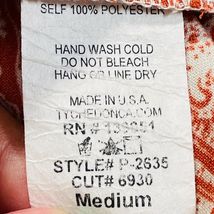 SELF 100% POLYESTER
HAND WASH COLD
DO NOT BLEACH
HANG OR LINE DRY
MADE IN U.S.A.
RN #
STYLE# P-2635
CUT# 6930
Medium